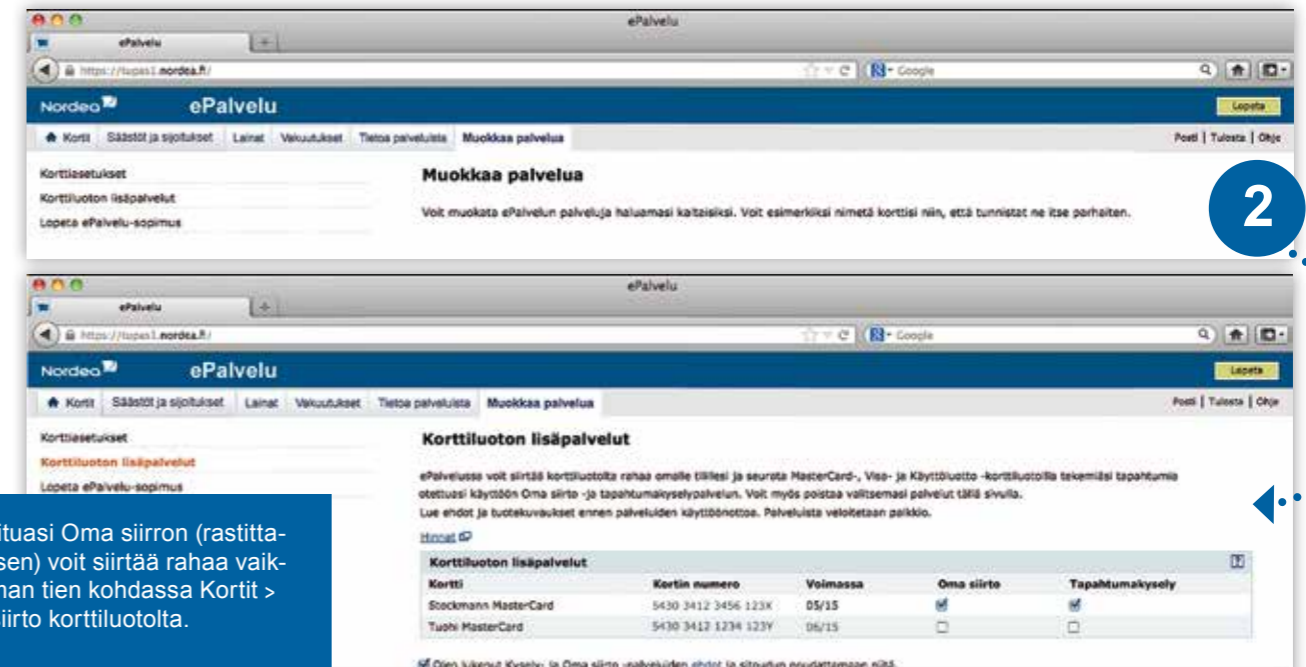 ePalvelu
ePalvelu
https://tupas1.nordea.fi/
Google
Nordea ePalvelu Lopeta
Kortit Säästöt ja sijoitukset Lainat Vakuutukset Tietoa palveluista Muokkaa palvelua Posti | Tulosta | Ohje
Korttiasetukset
Korttiluoton lisäpalvelut
Lopeta ePalvelu-sopimus
Muokkaa palvelua
Voit muokata ePalvelun palveluja haluamasi kaltaisiksi. Voit esimerkiksi nimetä korttisi niin, että tunnistat ne itse parhaiten.
2
ePalvelu
ePalvelu
https://tupas1.nordea.fi/
Google
Nordea ePalvelu Lopeta
Kortit Säästöt ja sijoitukset Lainat Vakuutukset Tietoa palveluista Muokkaa palvelua Posti | Tulosta | Ohje
Korttiasetukset
Korttiluoton lisäpalvelut
Lopeta ePalvelu-sopimus
Korttiluoton lisäpalvelut
ePalvelussa voit siirtää korttiluotolta rahaa omalle tilillesi ja seurata MasterCard-, Visa- ja Käyttöluotto -korttiluotoilla tekemiäsi tapahtumia
otettuasi käyttöön Oma siirto -ja tapahtumakyselypalvelun. Voit myös poistaa valitsemasi palvelut tällä sivulla.
Lue ehdot ja tuotekuvaukset ennen palveluiden käyttöönottoa. Palveluista veloitetaan palkkio.
Hinnat
Korttiluoton lisäpalvelut ?
Kortti Kortin numero Voimassa Oma siirto Tapahtumakysely
Stockmann MasterCard 5430 3412 3456 123X 05/15
Tuohi MasterCard 5430 3412 1234 123Y 06/15
Olen lukenut Kysely- ja Oma siirto -palveluiden ehdot ja sitoudun noudattamaan niitä.
ituasi Oma siirron (rastitta-
sen) voit siirtää rahaa vaik-
nan tien kohdassa Kortit >
siirto korttiluotolta.